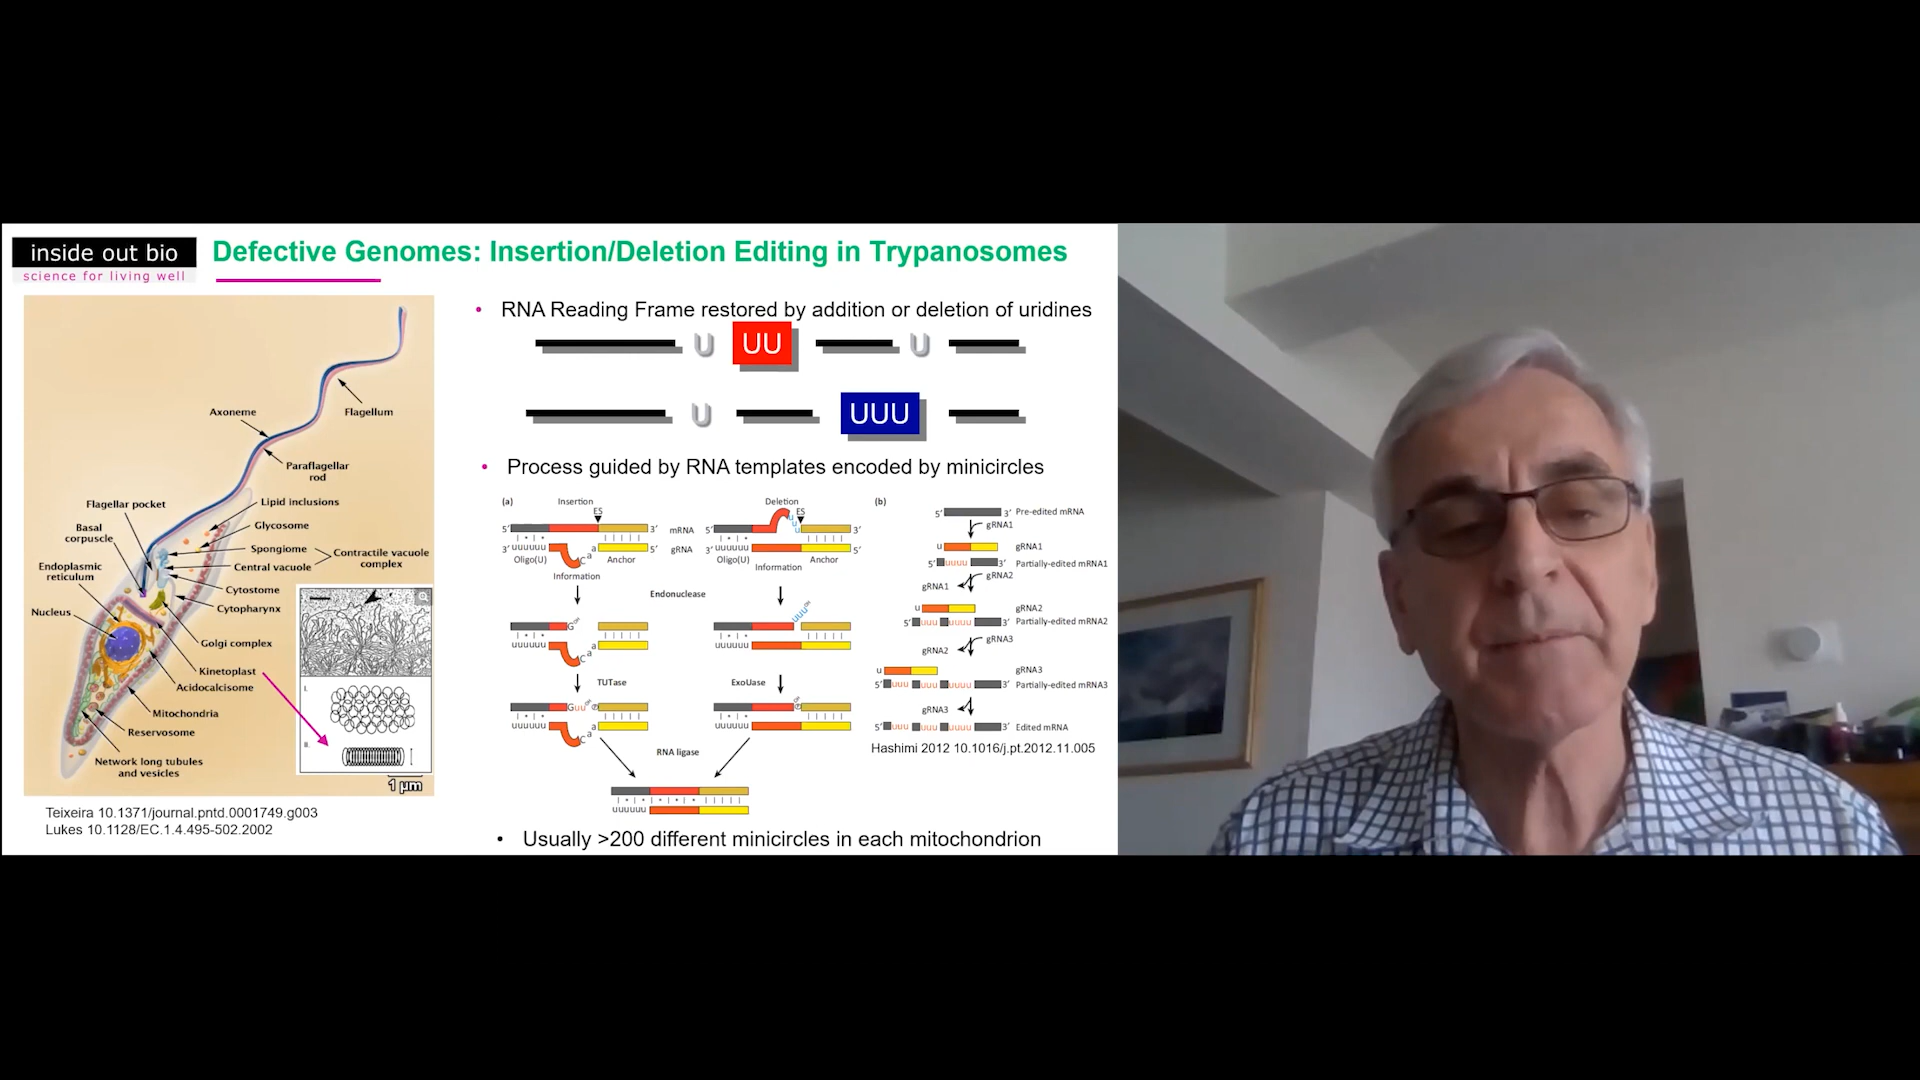 inside out bio
science for living well
Defective Genomes: Insertion/Deletion Editing in Trypanosomes
Axoneme
Flagellum
Paraflagellar
rod
Flagellar pocket
Lipid inclusions
Basal
corpuscle
Glycosome
Spongiome
Central vacuole
Contractile vacuole
complex
Endoplasmic
reticulum
Cytostome
Nucleus
Cytopharynx
Golgi complex
Kinetoplast
Acidocalcisome
Mitochondria
Reservosome
Network long tubules
and vesicles
I.
II.
1 µm
Teixeira 10.1371/journal.pntd.0001749.g003
Lukes 10.1128/EC.1.4.495-502.2002
• RNA Reading Frame restored by addition or deletion of uridines
U UU U
U UUU
• Process guided by RNA templates encoded by minicircles
(a) Insertion Deletion
ES ES
5' 3' mRNA 5' 3'
3' uuuuuu 5' gRNA 3' uuuuuu 5'
Oligo(U) Anchor Oligo(U) Anchor
Information Information
Endonuclease
TUTase ExoUase
RNA ligase
uuuuuu
(b)
5' 3' Pre-edited mRNA
gRNA1
u gRNA1
5' uuuu 3' Partially-edited mRNA1
gRNA1 gRNA2
u gRNA2
5' uuu uuuu 3' Partially-edited mRNA2
gRNA2 gRNA3
u gRNA3
5' uuu uuu uuuu 3' Partially-edited mRNA3
gRNA3
5' uuu uuu uuuu 3' Edited mRNA
Hashimi 2012 10.1016/j.pt.2012.11.005
• Usually >200 different minicircles in each mitochondrion